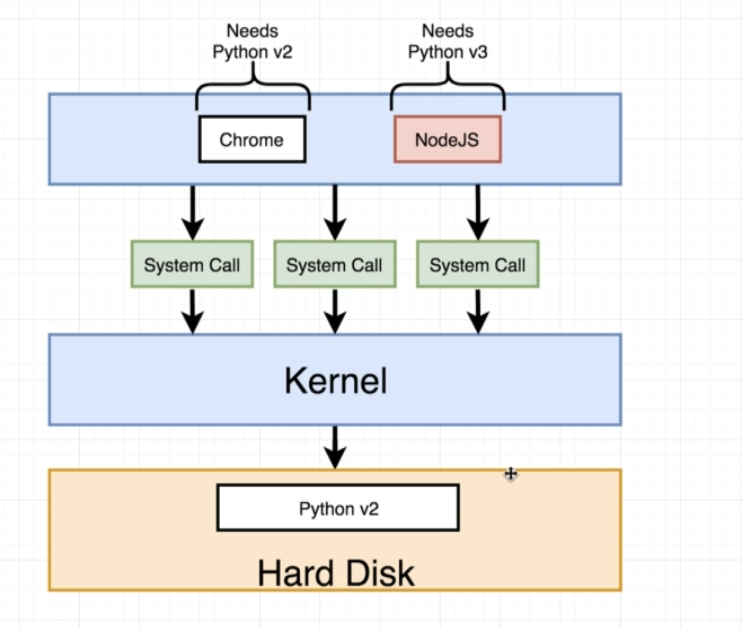 Needs
Python v2
Needs
Python v3
Chrome
NodeJS
System Call
System Call
System Call
Kernel
Python v2
Hard Disk